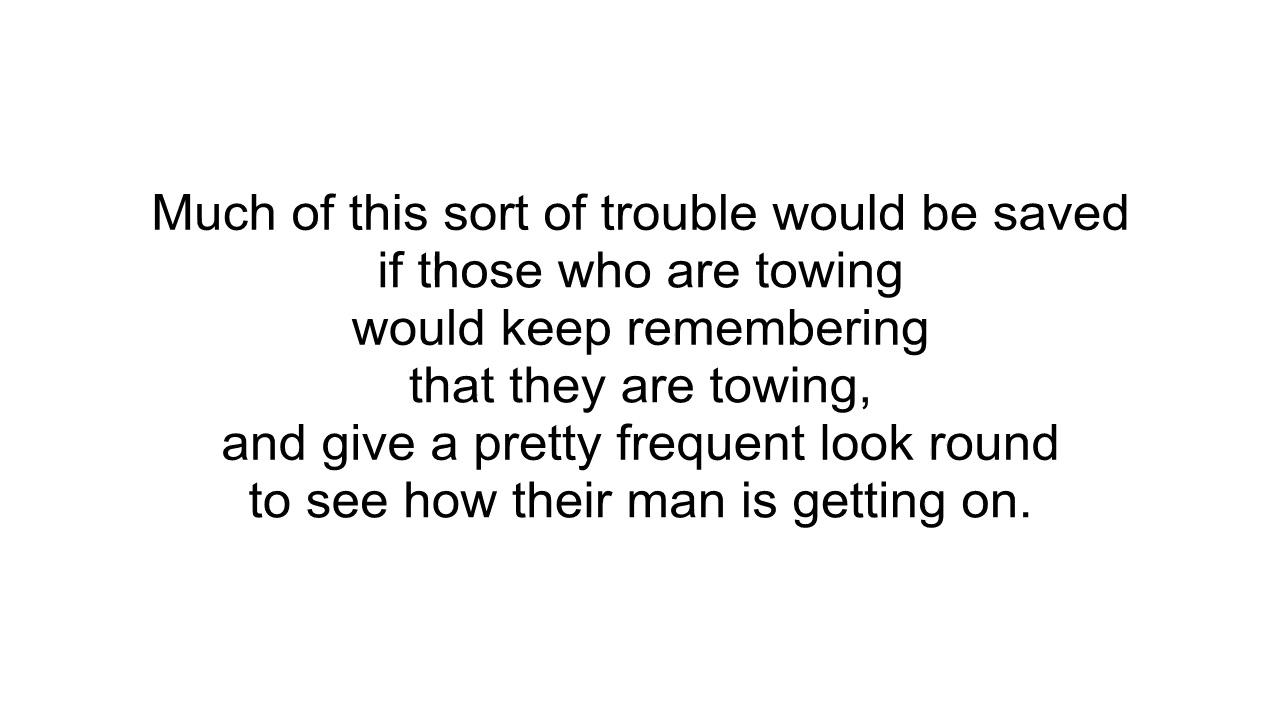 Much of this sort of trouble would be saved
if those who are towing
would keep remembering
that they are towing,
and give a pretty frequent look round
to see how their man is getting on.